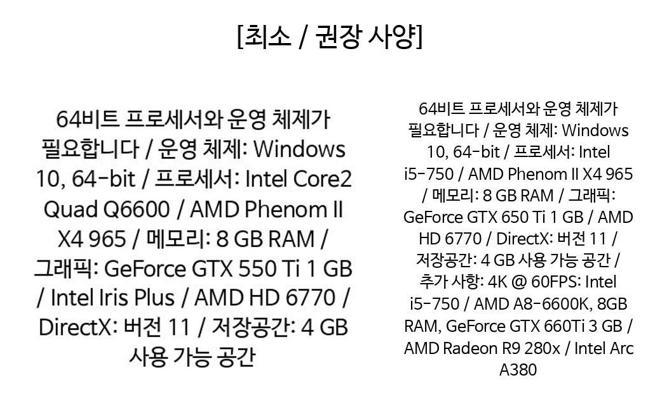 [최소 / 권장 사양]
64비트 프로세서와 운영 체제가
필요합니다 / 운영 체제: Windows
10, 64-bit / 프로세서: Intel Core2
Quad Q6600 / AMD Phenom II
X4 965 / 메모리: 8 GB RAM /
그래픽: GeForce GTX 550 Ti 1 GB
/ Intel Iris Plus / AMD HD 6770 /
DirectX: 버전 11 / 저장공간: 4 GB
사용 가능 공간
64비트 프로세서와 운영 체제가
필요합니다 / 운영 체제: Windows
10, 64-bit / 프로세서: Intel
i5-750 / AMD Phenom II X4 965
/ 메모리: 8 GB RAM / 그래픽:
GeForce GTX 650 Ti 1 GB / AMD
HD 6770 / DirectX: 버전 11 /
저장공간: 4 GB 사용 가능 공간 /
추가 사항: 4K @ 60FPS: Intel
i5-750 / AMD A8-6600K, 8GB
RAM, GeForce GTX 660Ti 3 GB /
AMD Radeon R9 280x / Intel Arc
A380